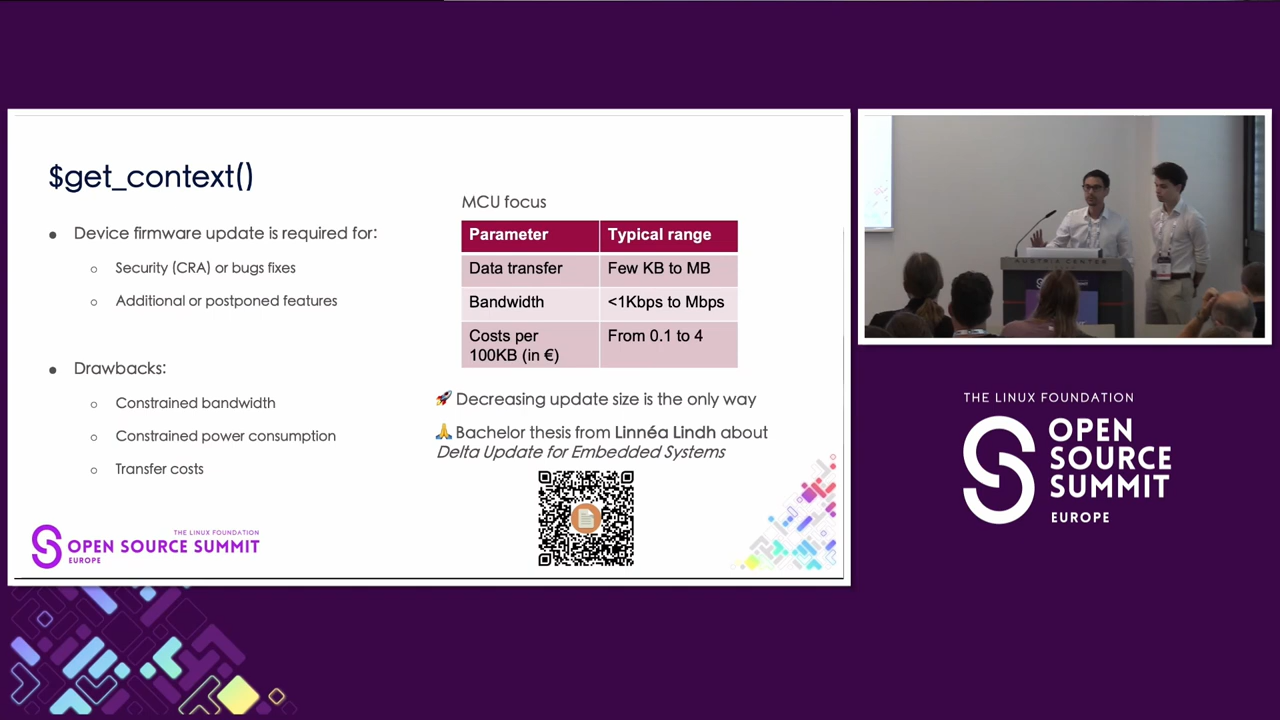 $get_context()
● Device firmware update is required for:
○ Security (CRA) or bugs fixes
○ Additional or postponed features
● Drawbacks:
○ Constrained bandwidth
○ Constrained power consumption
○ Transfer costs
MCU focus
Parameter Typical range
Data transfer Few KB to MB
Bandwidth <1Kbps to Mbps
Costs per From 0.1 to 4
100KB (in €)
🚀 Decreasing update size is the only way
🙏 Bachelor thesis from Linnéa Lindh about
Delta Update for Embedded Systems
THE LINUX FOUNDATION
OPEN SOURCE SUMMIT
EUROPE
AUSTRIA CENTER
THE LINUX FOUNDATION
OPEN
SOURCE
SUMMIT
EUROPE